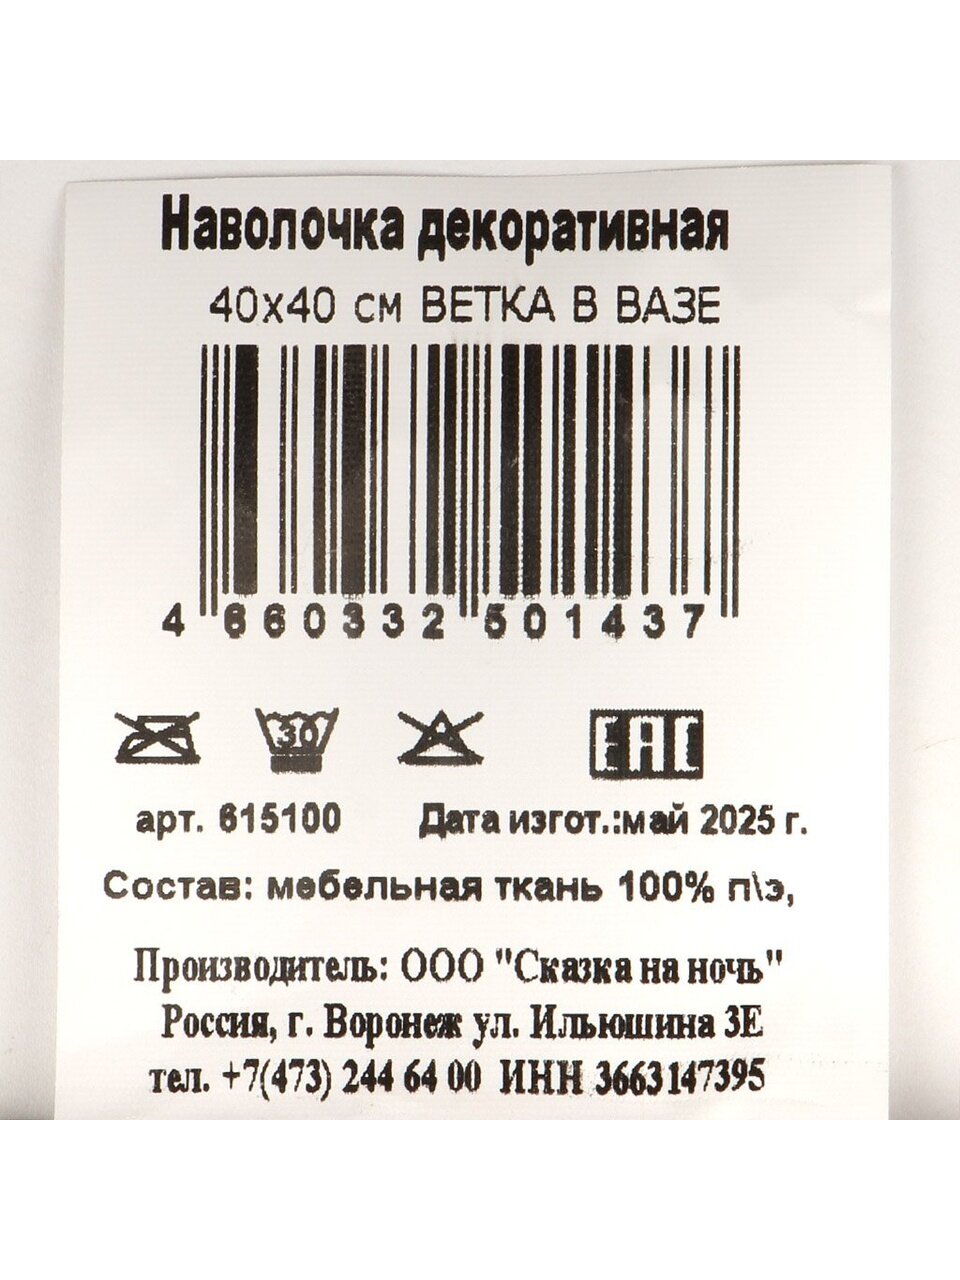 Наволочка декоративная
40х40 см ВЕТКА В ВАЗЕ
4 660332 501437
30 ЕАС
арт. 615100 Дата изгот.:май 2025 г.
Состав: мебельная ткань 100% п\э,
Производитель: ООО "Сказка на ночь"
Россия, г. Воронеж ул. Ильюшина 3Е
тел. +7(473) 244 64 00 ИНН 3663147395